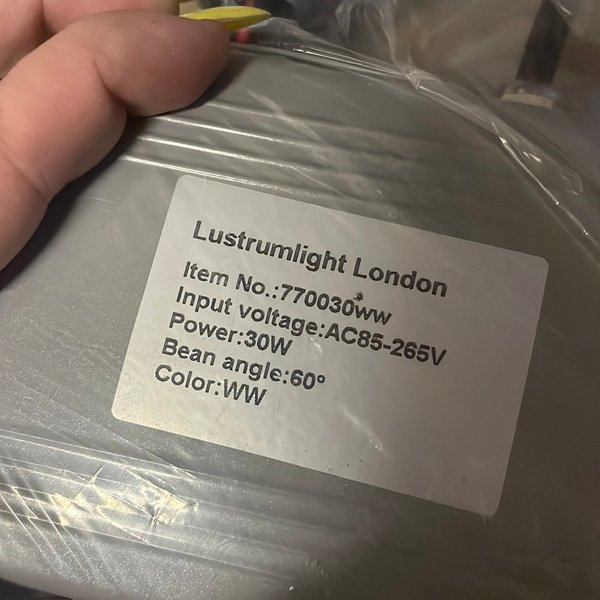 Lustrumlight London
Item No.:770030ww
Input voltage:AC85-265V
Power:30W
Bean angle:60°
Color:WW